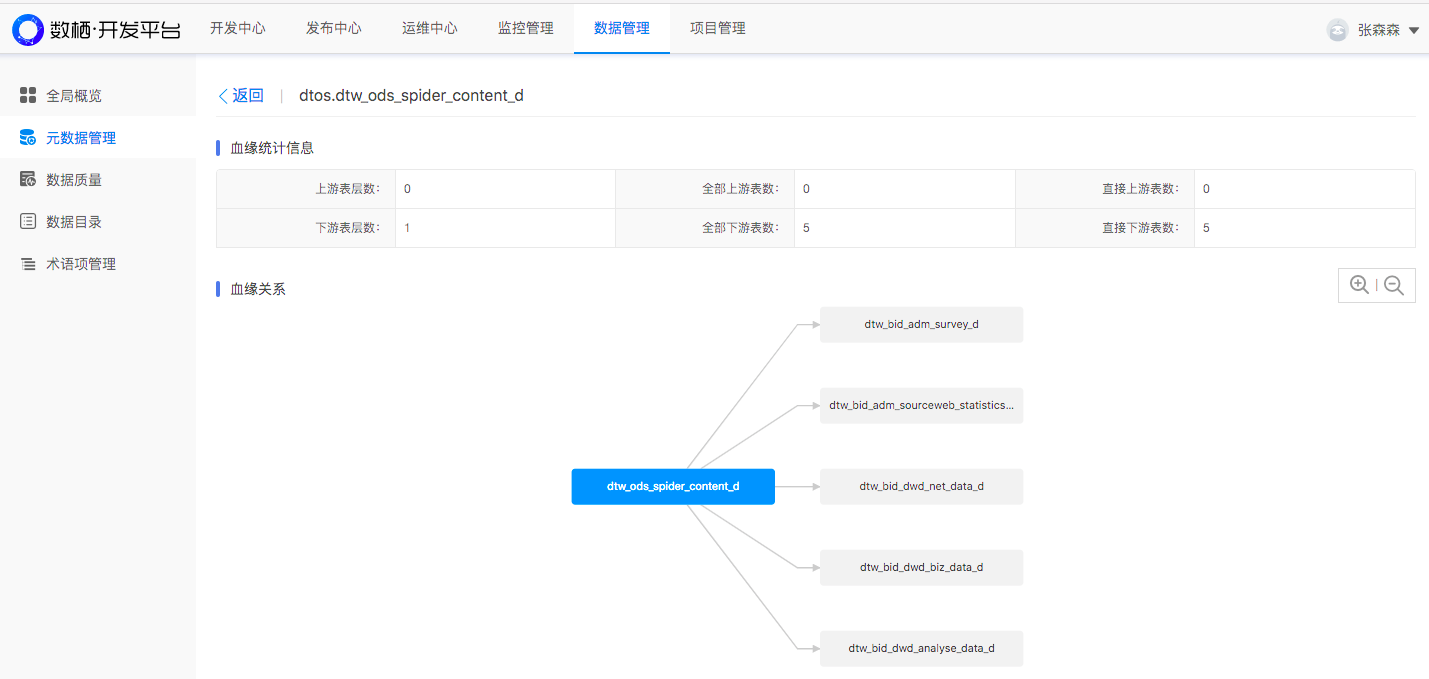 数栖·开发平台 开发中心 发布中心 运维中心 监控管理 数据管理 项目管理 张森森
全局概览
元数据管理
数据质量
数据目录
术语项管理
返回 | dtos.dtw_ods_spider_content_d
血缘统计信息
上游表层数: 0 全部上游表数: 0 直接上游表数: 0
下游表层数: 1 全部下游表数: 5 直接下游表数: 5
血缘关系
dtw_bid_adm_survey_d
dtw_bid_adm_sourceweb_statistics...
dtw_ods_spider_content_d
dtw_bid_dwd_net_data_d
dtw_bid_dwd_biz_data_d
dtw_bid_dwd_analyse_data_d